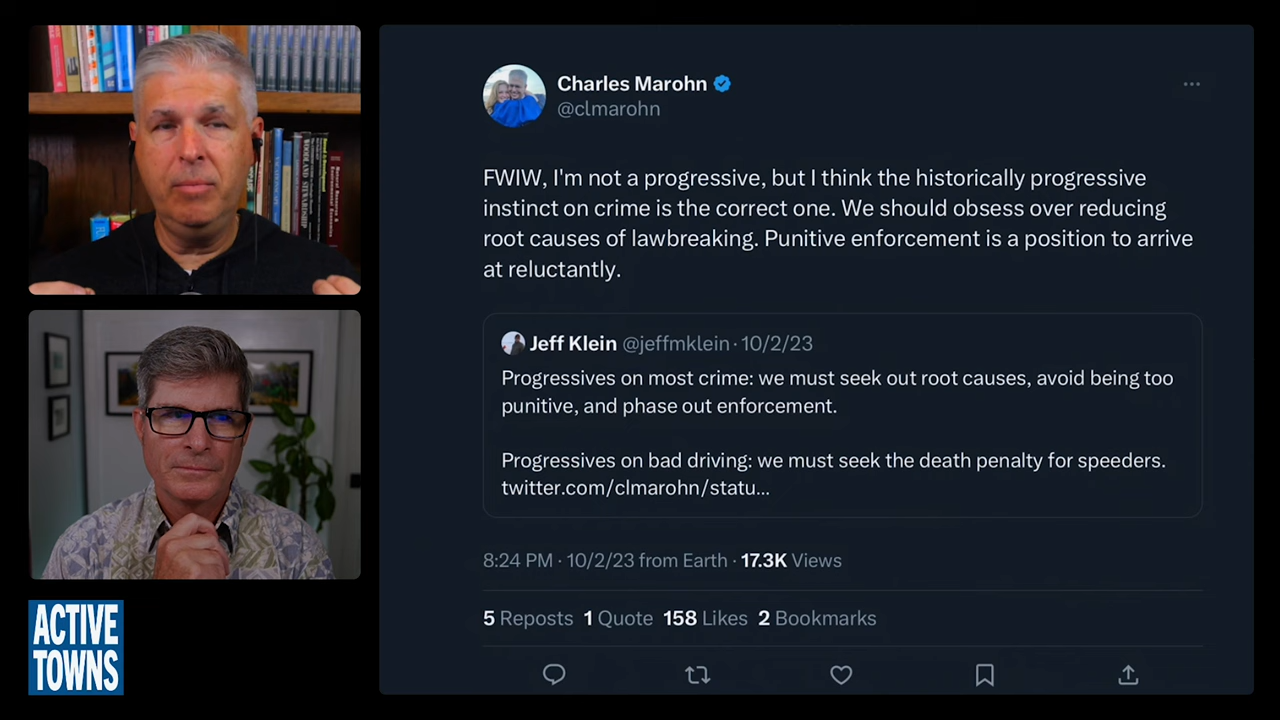 Charles Marohn
@clmarohn
FWIW, I'm not a progressive, but I think the historically progressive
instinct on crime is the correct one. We should obsess over reducing
root causes of lawbreaking. Punitive enforcement is a position to arrive
at reluctantly.
Jeff Klein @jeffmklein · 10/2/23
Progressives on most crime: we must seek out root causes, avoid being too
punitive, and phase out enforcement.
Progressives on bad driving: we must seek the death penalty for speeders.
twitter.com/clmarohn/statu...
8:24 PM · 10/2/23 from Earth · 17.3K Views
5 Reposts 1 Quote 158 Likes 2 Bookmarks
WOODLAND STEWARDSHIP
ACTIVE
TOWNS